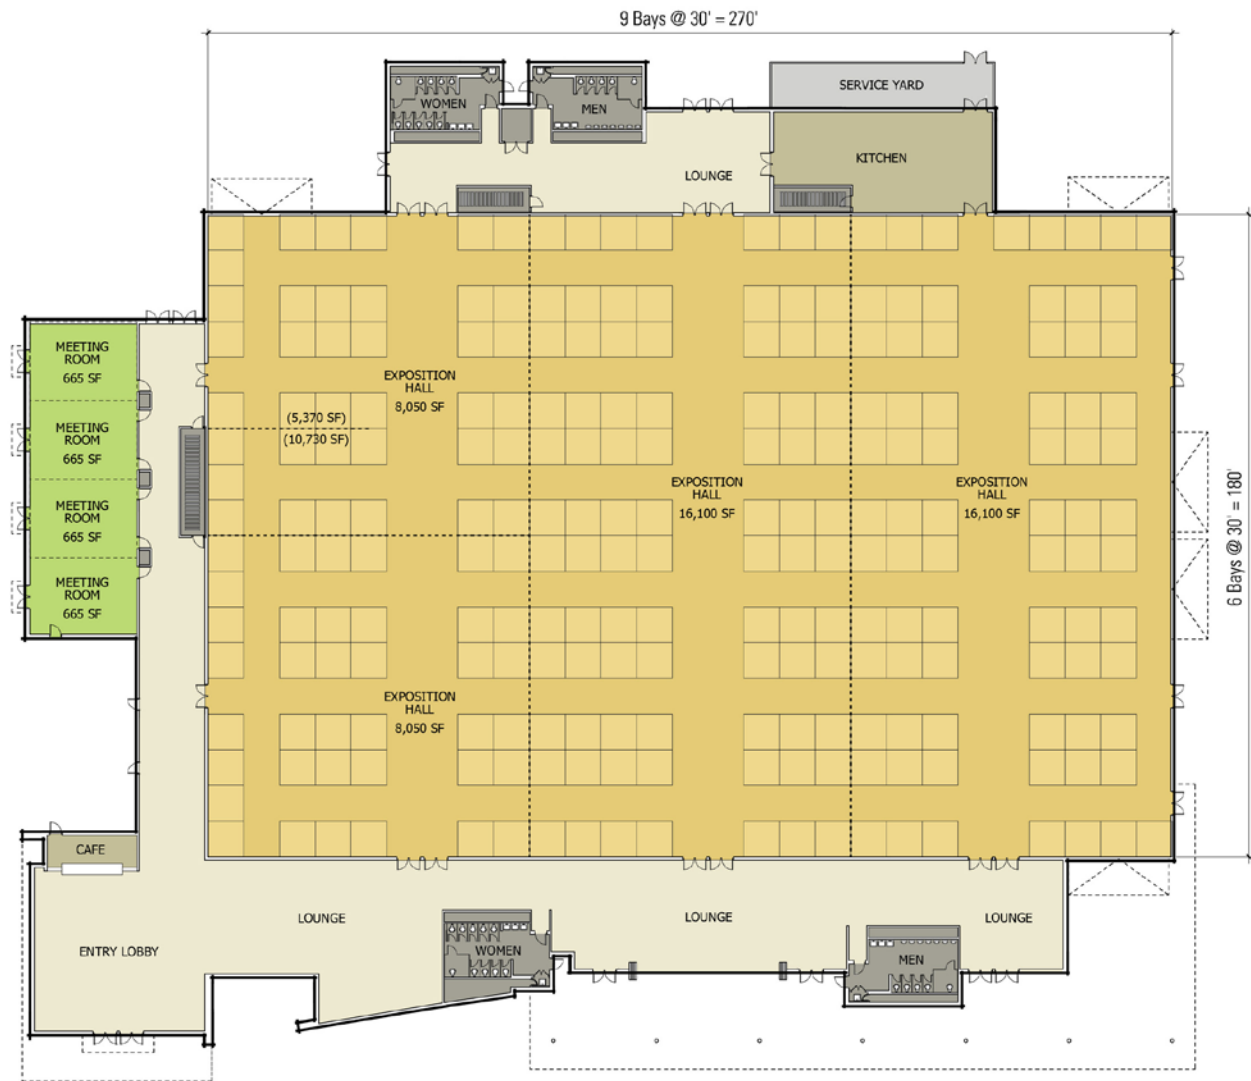 9 Bays @ 30' = 270'
SERVICE YARD
WOMEN
MEN
KITCHEN
LOUNGE
MEETING
ROOM
665 SF
EXPOSITION
HALL
8,050 SF
(5,370 SF)
(10,730 SF)
MEETING
ROOM
665 SF
EXPOSITION
HALL
16,100 SF
EXPOSITION
HALL
16,100 SF
6 Bays @ 30' = 180'
MEETING
ROOM
665 SF
MEETING
ROOM
665 SF
EXPOSITION
HALL
8,050 SF
CAFE
LOUNGE
LOUNGE
LOUNGE
ENTRY LOBBY
WOMEN
MEN